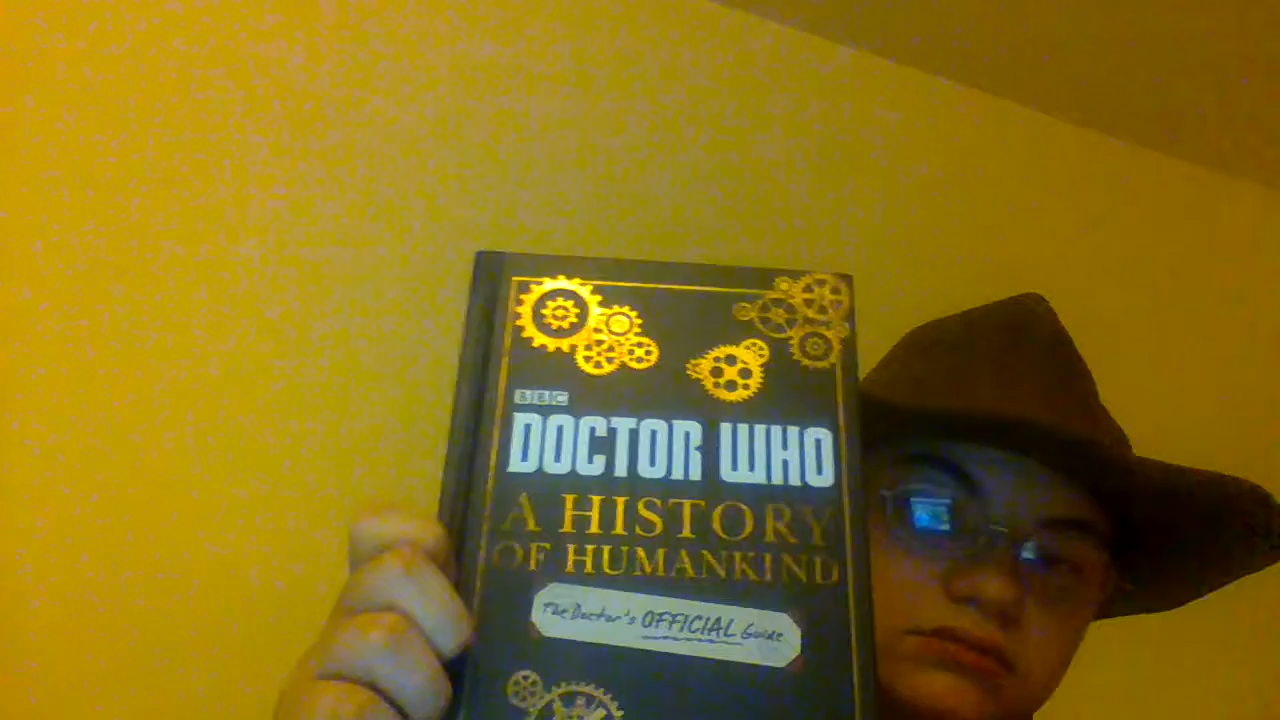 BBC
DOCTOR WHO
A HISTORY
OF HUMANKIND
The Doctor's OFFICIAL Guide